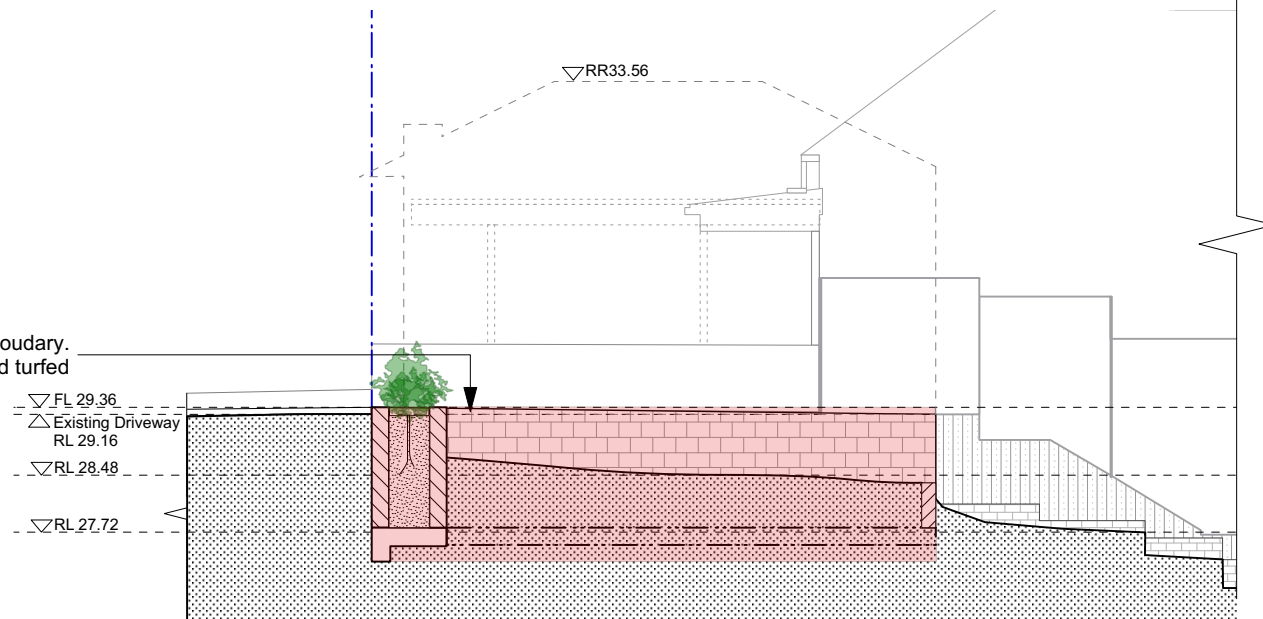 RR33.56
oudary.
d turfed
FL 29.36
Existing Driveway
RL 29.16
RL 28.48
RL 27.72